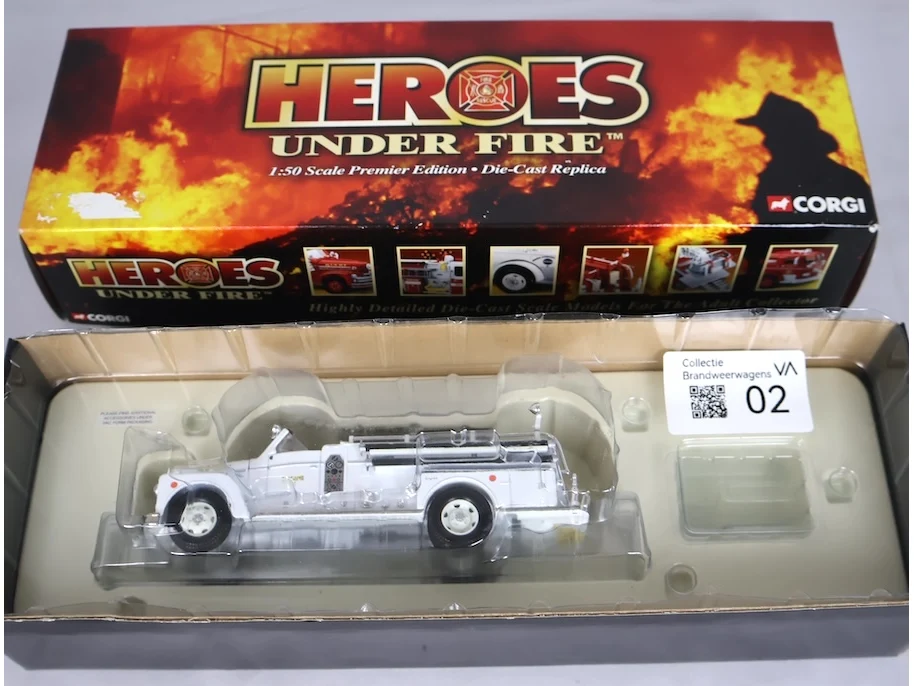 HEROES
UNDER FIRE™
1:50 Scale Premier Edition • Die-Cast Replica
CORGI
HEROES
UNDER FIRE™
Highly Detailed Die-Cast Scale Models For The Adult Collector
CORGI
Collectie
Brandweerwagens VA
02